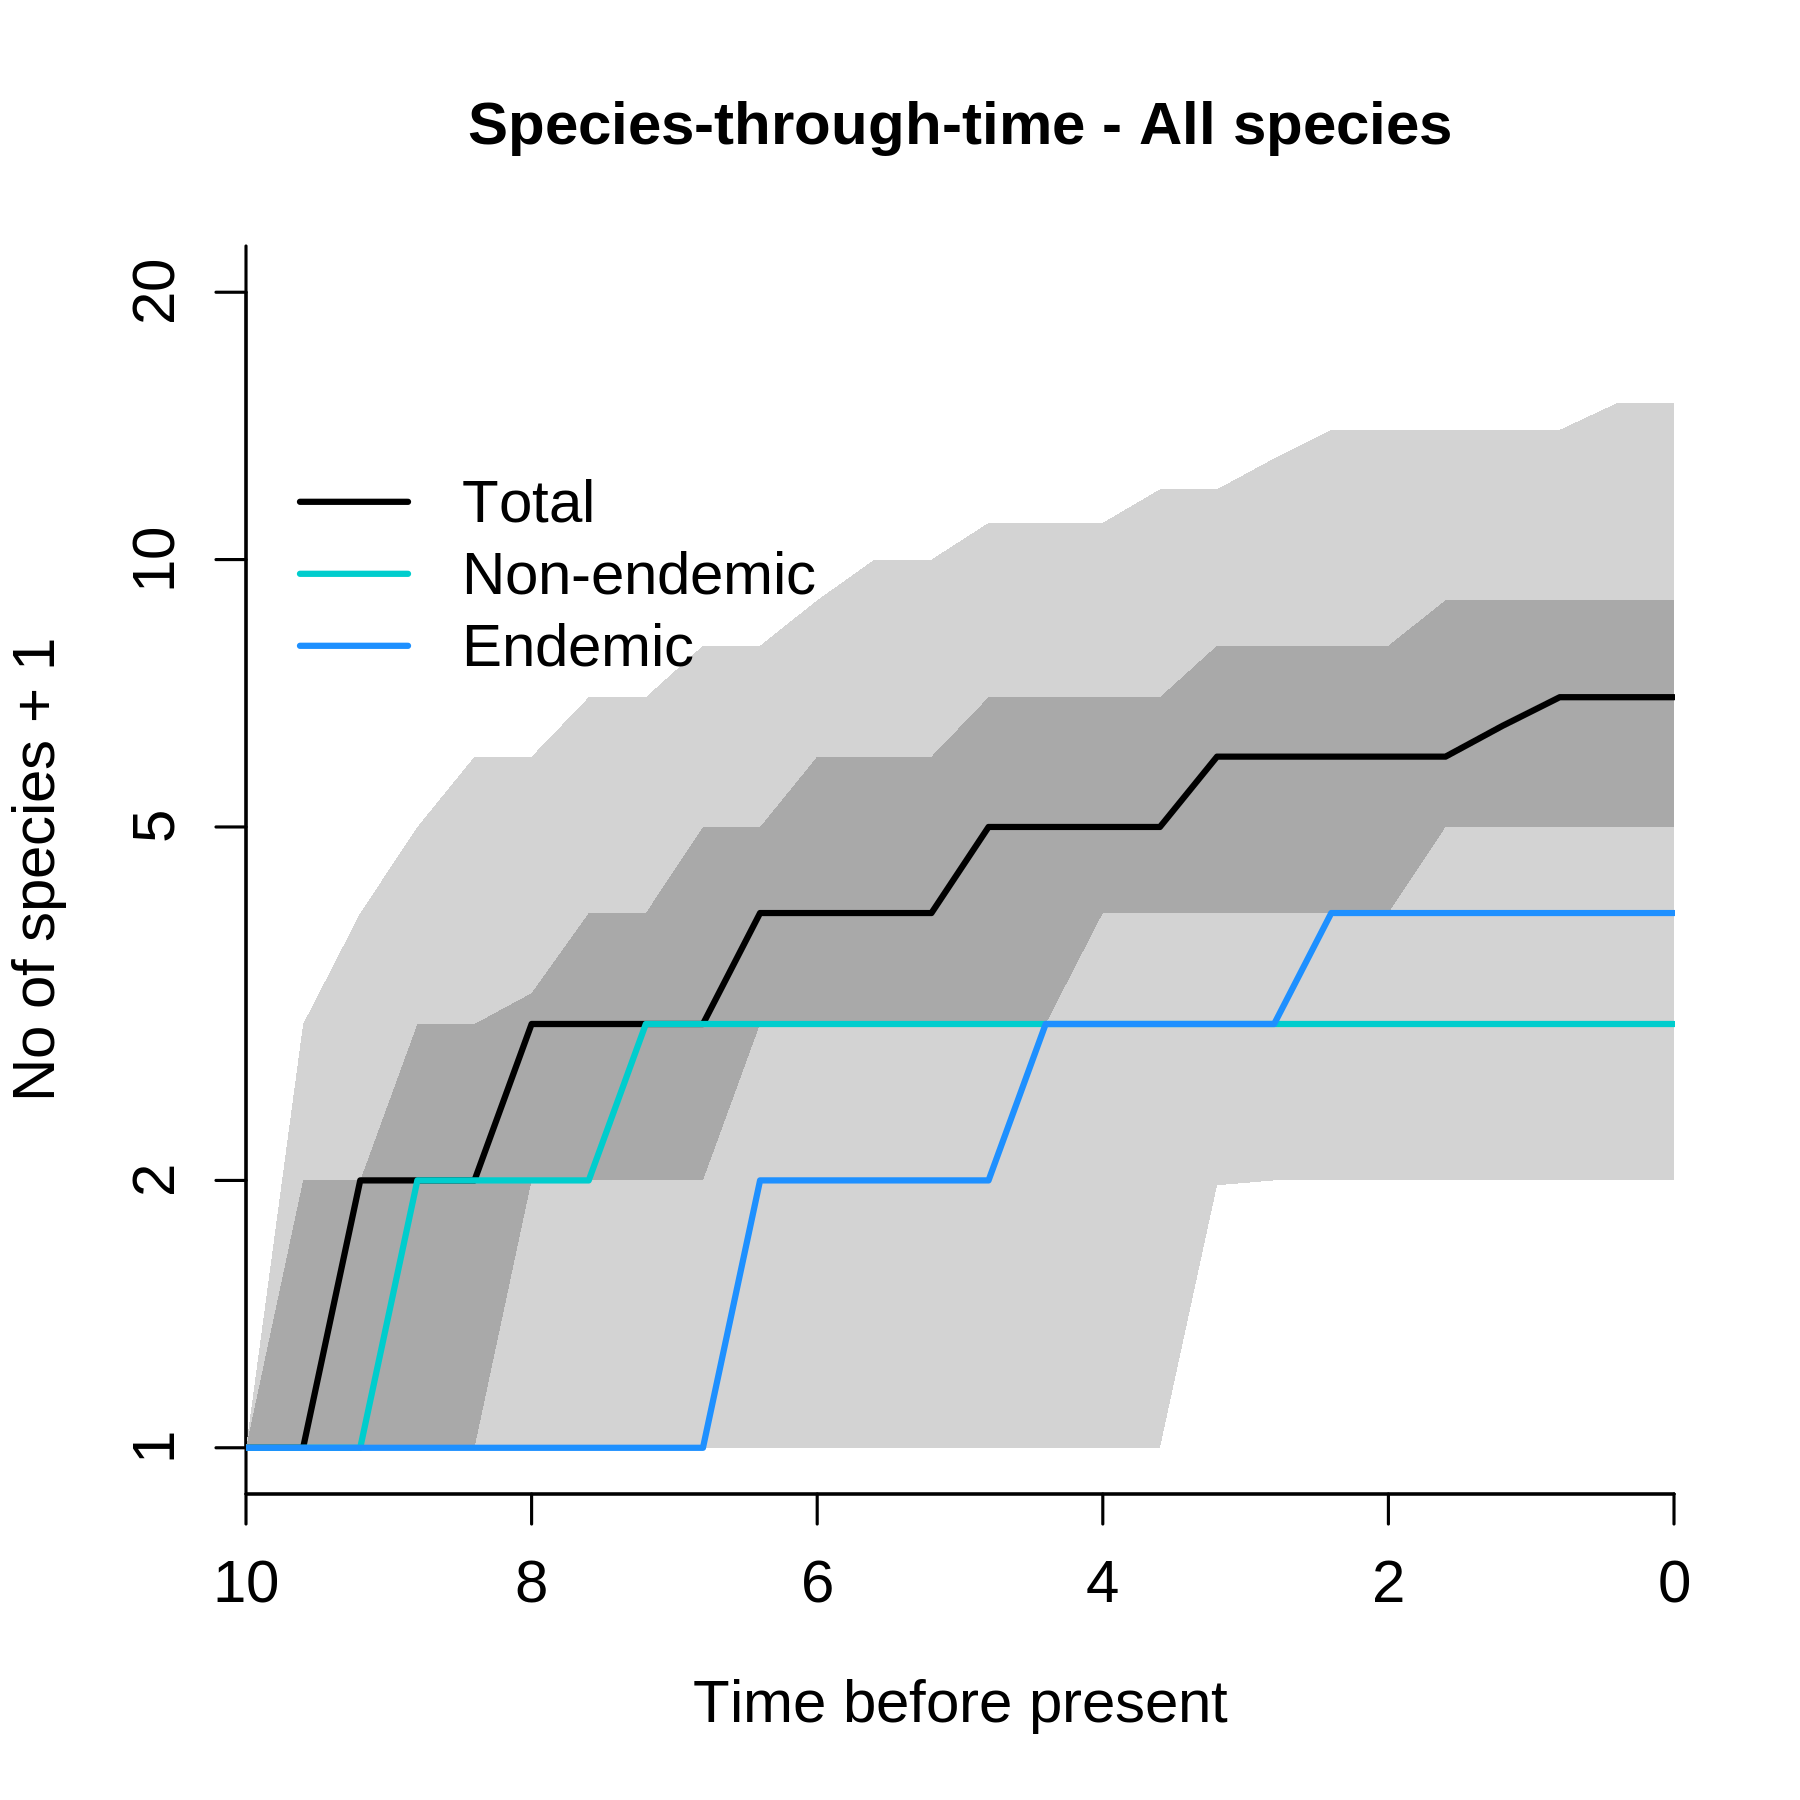 Species-through-time - All species
No of species + 1
20
10
5
2
1
Total
Non-endemic
Endemic
10 8 6 4 2 0
Time before present